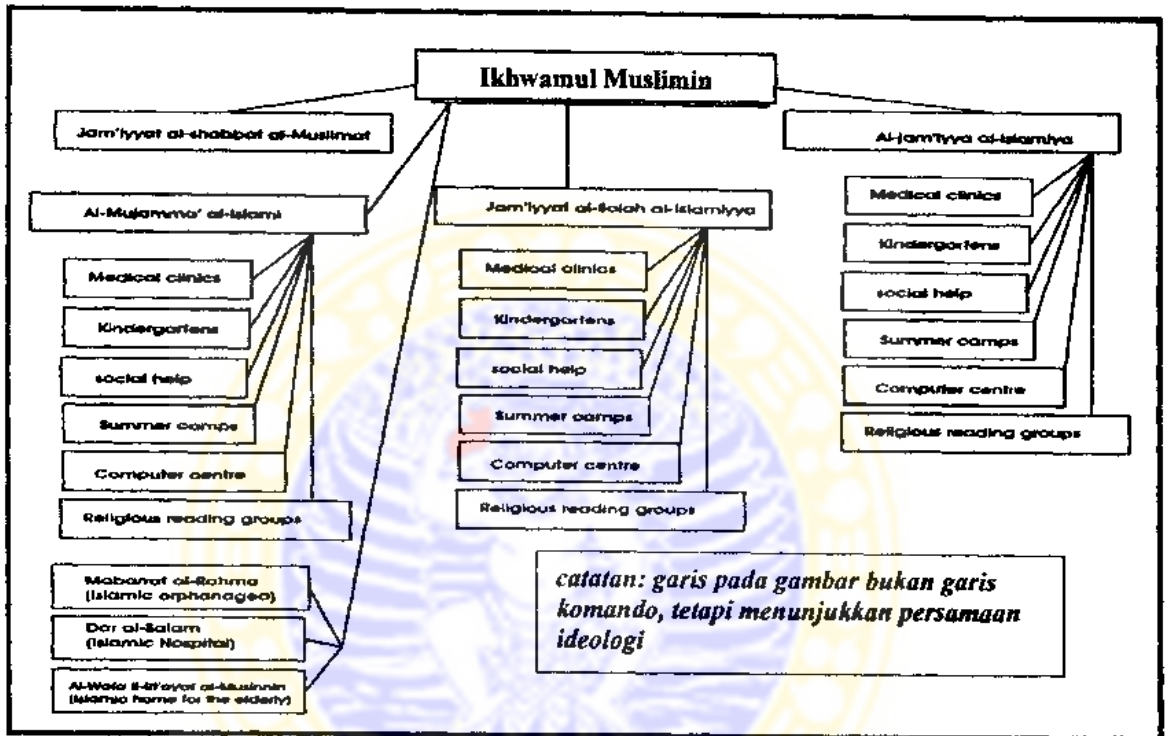 Ikhwamul Muslimin
Jam'iyyat al-shabbat al-Muslimat
Al-jam'iyya al-islamiya
Al-Mujamma' al-Islami
Medical clinics
Kindergartens
social help
Summer camps
Computer centre
Religious reading groups
Jam'iyyat al-Salah al-Islamiyya
Medical clinics
Kindergartens
social help
Summer camps
Computer centre
Religious reading groups
Medical clinics
Kindergartens
social help
Summer camps
Computer centre
Religious reading groups
Mabarrat al-Rahma
(Islamic orphanages)
Dar al-Salam
(Islamic Hospital)
Al-Wafa
(Islamic home for the elderly)
catatan: garis pada gambar bukan garis
komando, tetapi menunjukkan persamaan
ideologi